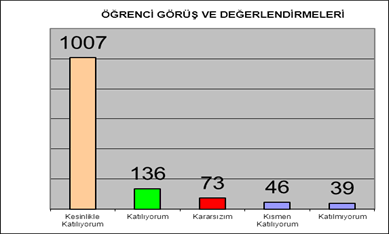 ÖĞRENCİ GÖRÜŞ VE DEĞERLENDİRMELERİ
1007
136
73
46
39
Kesinlikle
Katılıyorum
Katılıyorum
Kararsızım
Kısmen
Katılıyorum
Katılmıyorum